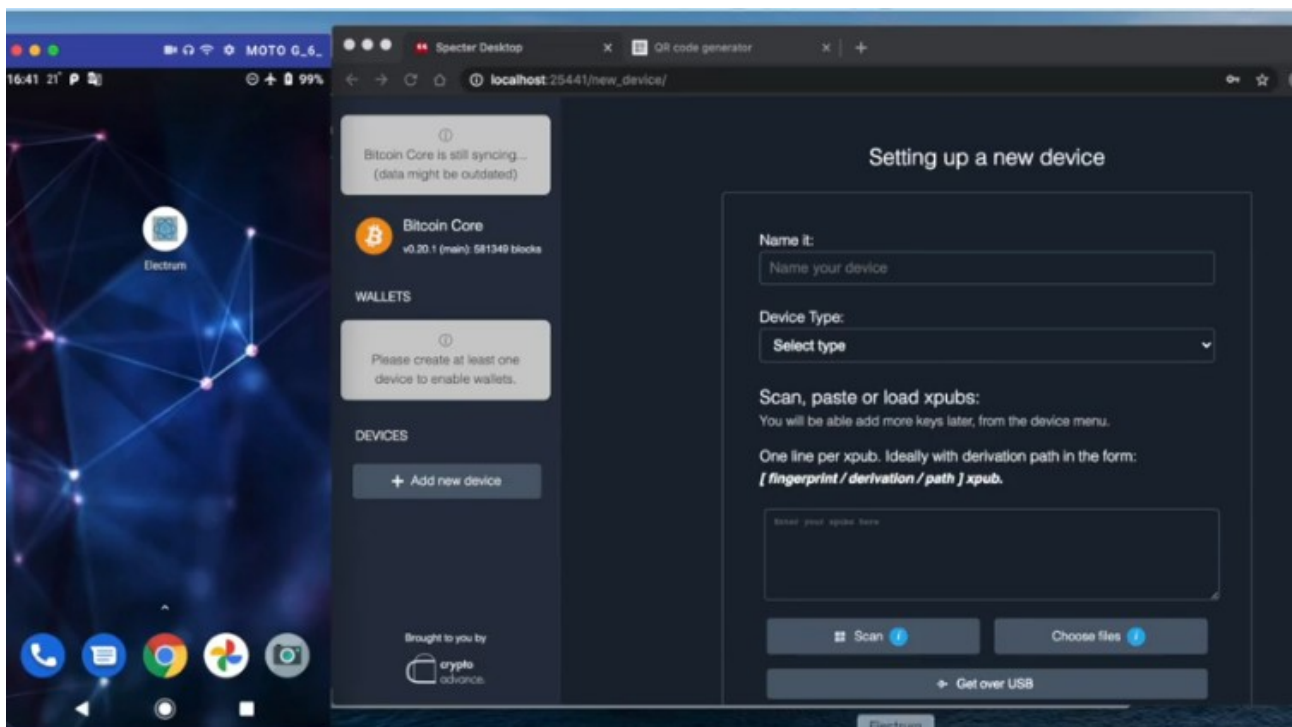 MOTO G_6_
16:41 21°
99%
Electrum
Specter Desktop
QR code generator
localhost:25441/new_device/
Bitcoin Core is still syncing...
(data might be outdated)
Bitcoin Core
v0.20.1 (main): 581349 blocks
WALLETS
Please create at least one
device to enable wallets.
DEVICES
+ Add new device
Brought to you by
crypto
advance.
Setting up a new device
Name it:
Name your device
Device Type:
Select type
Scan, paste or load xpubs:
You will be able add more keys later, from the device menu.
One line per xpub. Ideally with derivation path in the form:
[ fingerprint / derivation / path ] xpub.
Enter your xpubs here
Scan i
Choose files i
Get over USB
Electrum